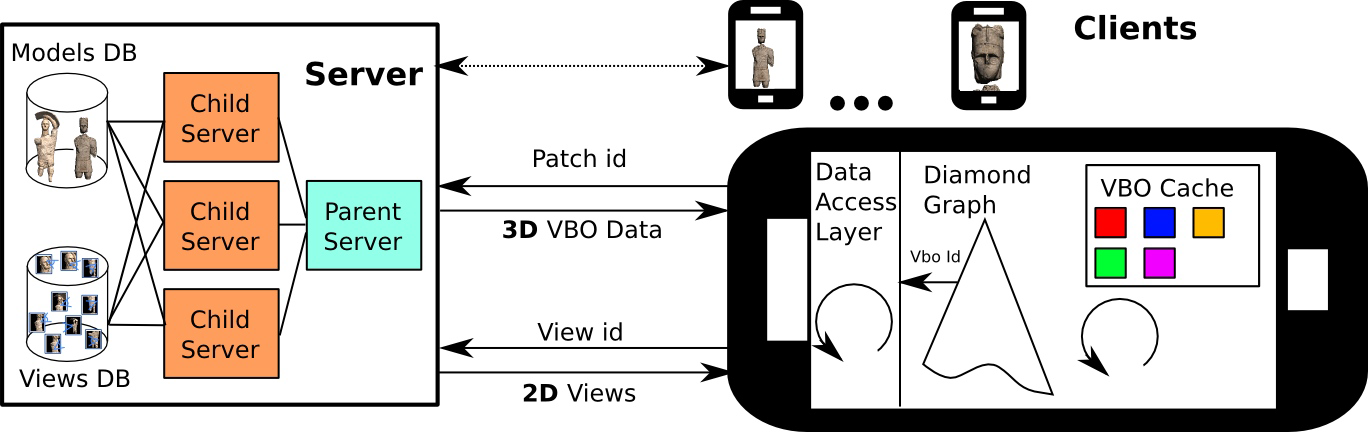 Models DB
Server
Child
Server
Child
Server
Child
Server
Parent
Server
Views DB
Patch id
3D VBO Data
View id
2D Views
Clients
Data
Access
Layer
Vbo Id
Diamond
Graph
VBO Cache